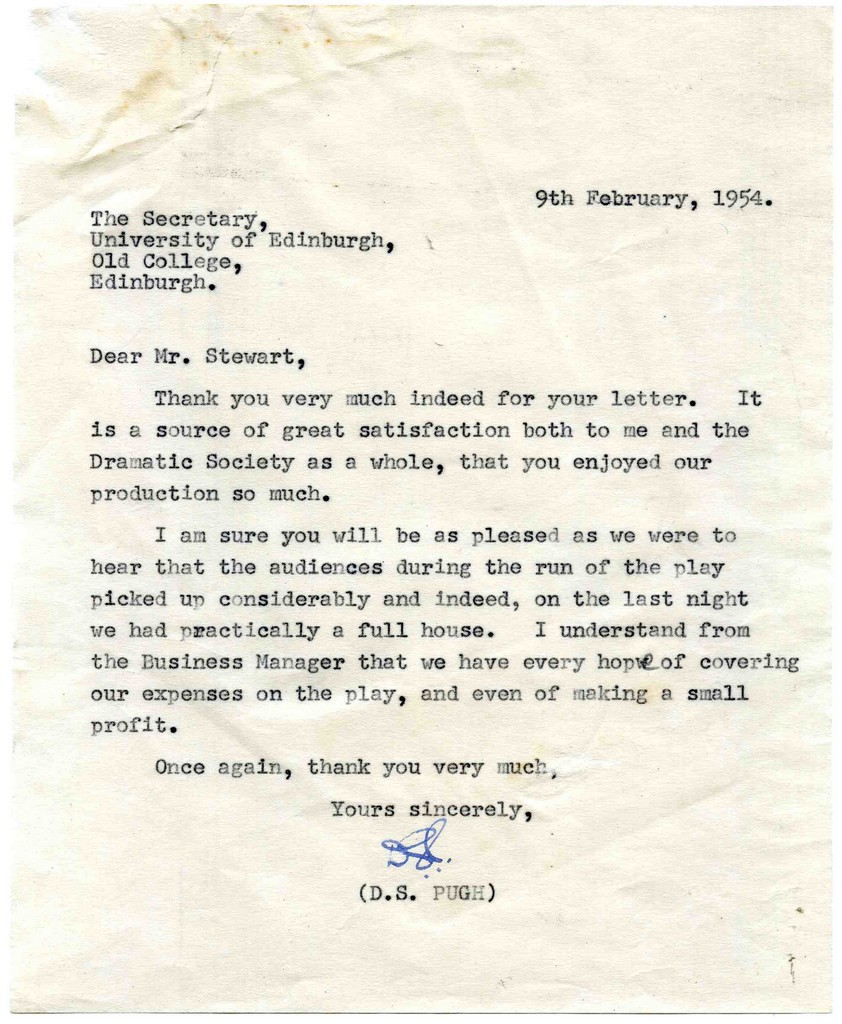 9th February, 1954.
The Secretary,
University of Edinburgh,
Old College,
Edinburgh.
Dear Mr. Stewart,
Thank you very much indeed for your letter. It
is a source of great satisfaction both to me and the
Dramatic Society as a whole, that you enjoyed our
production so much.
I am sure you will be as pleased as we were to
hear that the audiences during the run of the play
picked up considerably and indeed, on the last night
we had practically a full house. I understand from
the Business Manager that we have every hope of covering
our expenses on the play, and even of making a small
profit.
Once again, thank you very much,
Yours sincerely,
(D.S. PUGH)